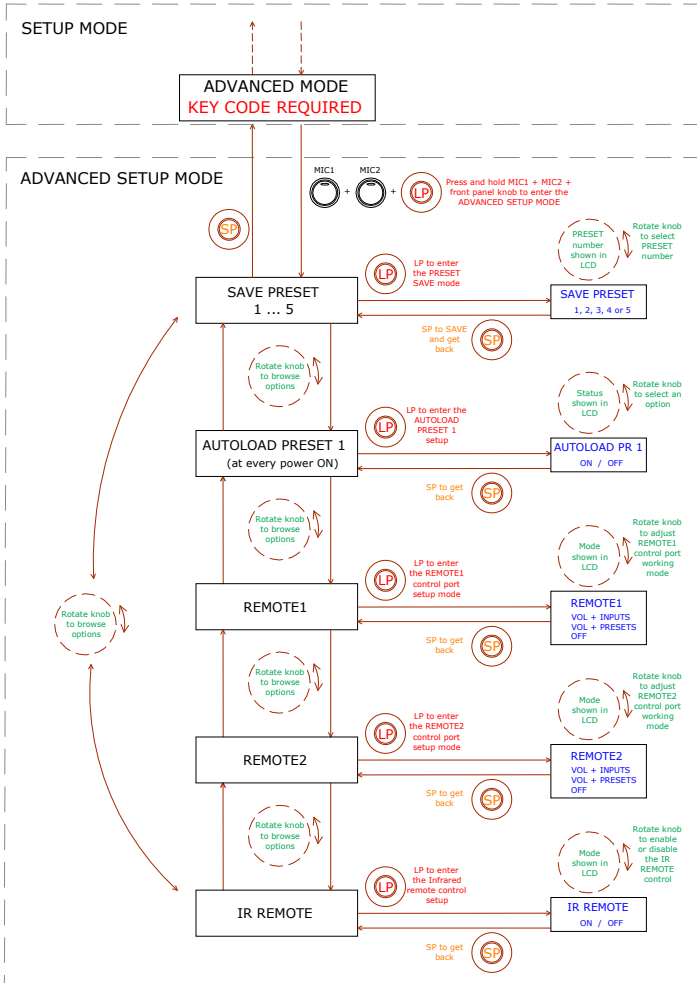 SETUP MODE
ADVANCED MODE
KEY CODE REQUIRED
ADVANCED SETUP MODE
MIC1
MIC2
+
+
LP
Press and hold MIC1 + MIC2 +
front panel knob to enter the
ADVANCED SETUP MODE
SP
LP
LP to enter
the PRESET
SAVE mode
PRESET
number
shown in
LCD
Rotate knob
to select
PRESET
number
SAVE PRESET
1 ... 5
SAVE PRESET
1, 2, 3, 4 or 5
SP to SAVE
and get
back
SP
Rotate knob
to browse
options
LP
LP to enter the
AUTOLOAD
PRESET 1
setup
Status
shown in
LCD
Rotate knob
to select an
option
AUTOLOAD PRESET 1
(at every power ON)
AUTOLOAD PR 1
ON / OFF
SP to get
back
SP
Rotate knob
to browse
options
LP
LP to enter
the REMOTE1
control port
setup mode
Mode
shown in
LCD
Rotate knob
to adjust
REMOTE1
control port
working
mode
REMOTE1
REMOTE1
VOL + INPUTS
VOL + PRESETS
OFF
SP to get
back
SP
Rotate knob
to browse
options
Rotate knob
to browse
options
LP
LP to enter
the REMOTE2
control port
setup mode
Mode
shown in
LCD
Rotate knob
to adjust
REMOTE2
control port
working
mode
REMOTE2
REMOTE2
VOL + INPUTS
VOL + PRESETS
OFF
SP to get
back
SP
Rotate knob
to browse
options
LP
LP to enter
the Infrared
remote control
setup
Mode
shown in
LCD
Rotate knob
to enable
or disable
the IR
REMOTE
control
IR REMOTE
IR REMOTE
ON / OFF
SP to get
back
SP